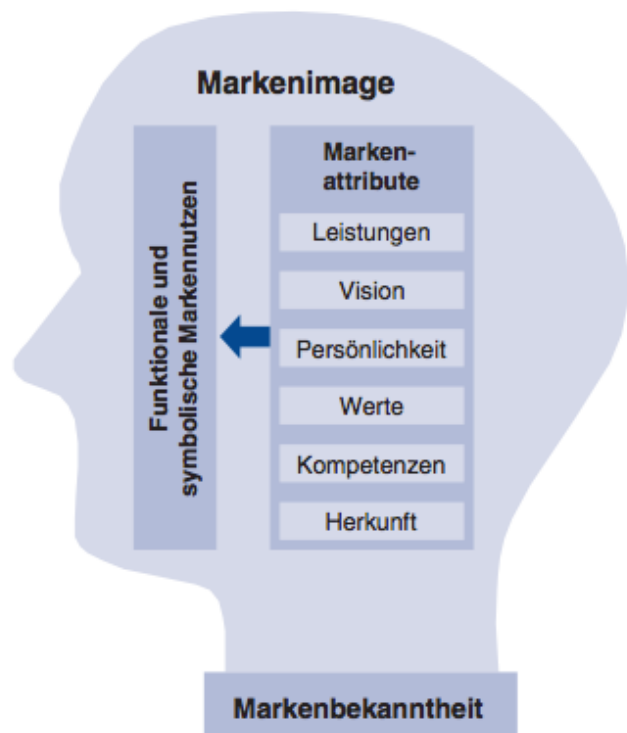 Markenimage
Funktionale und
symbolische Markennutzen
Marken-
attribute
Leistungen
Vision
Persönlichkeit
Werte
Kompetenzen
Herkunft
Markenbekanntheit